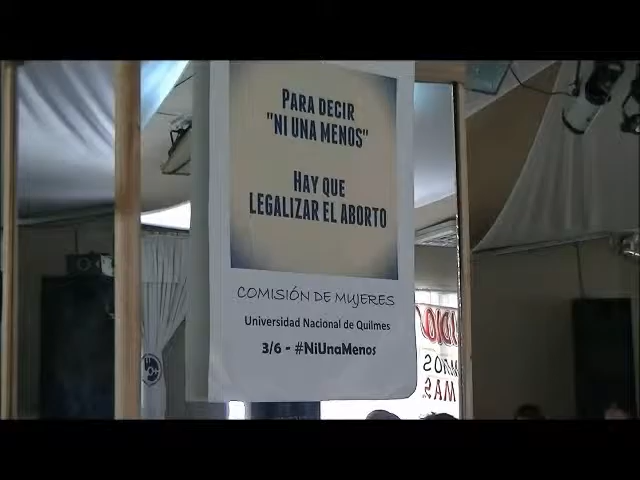 PARA DECIR
"NI UNA MENOS"
HAY QUE
LEGALIZAR EL ABORTO
COMISIÓN DE MUJERES
Universidad Nacional de Quilmes
3/6 - #NiUnaMenos